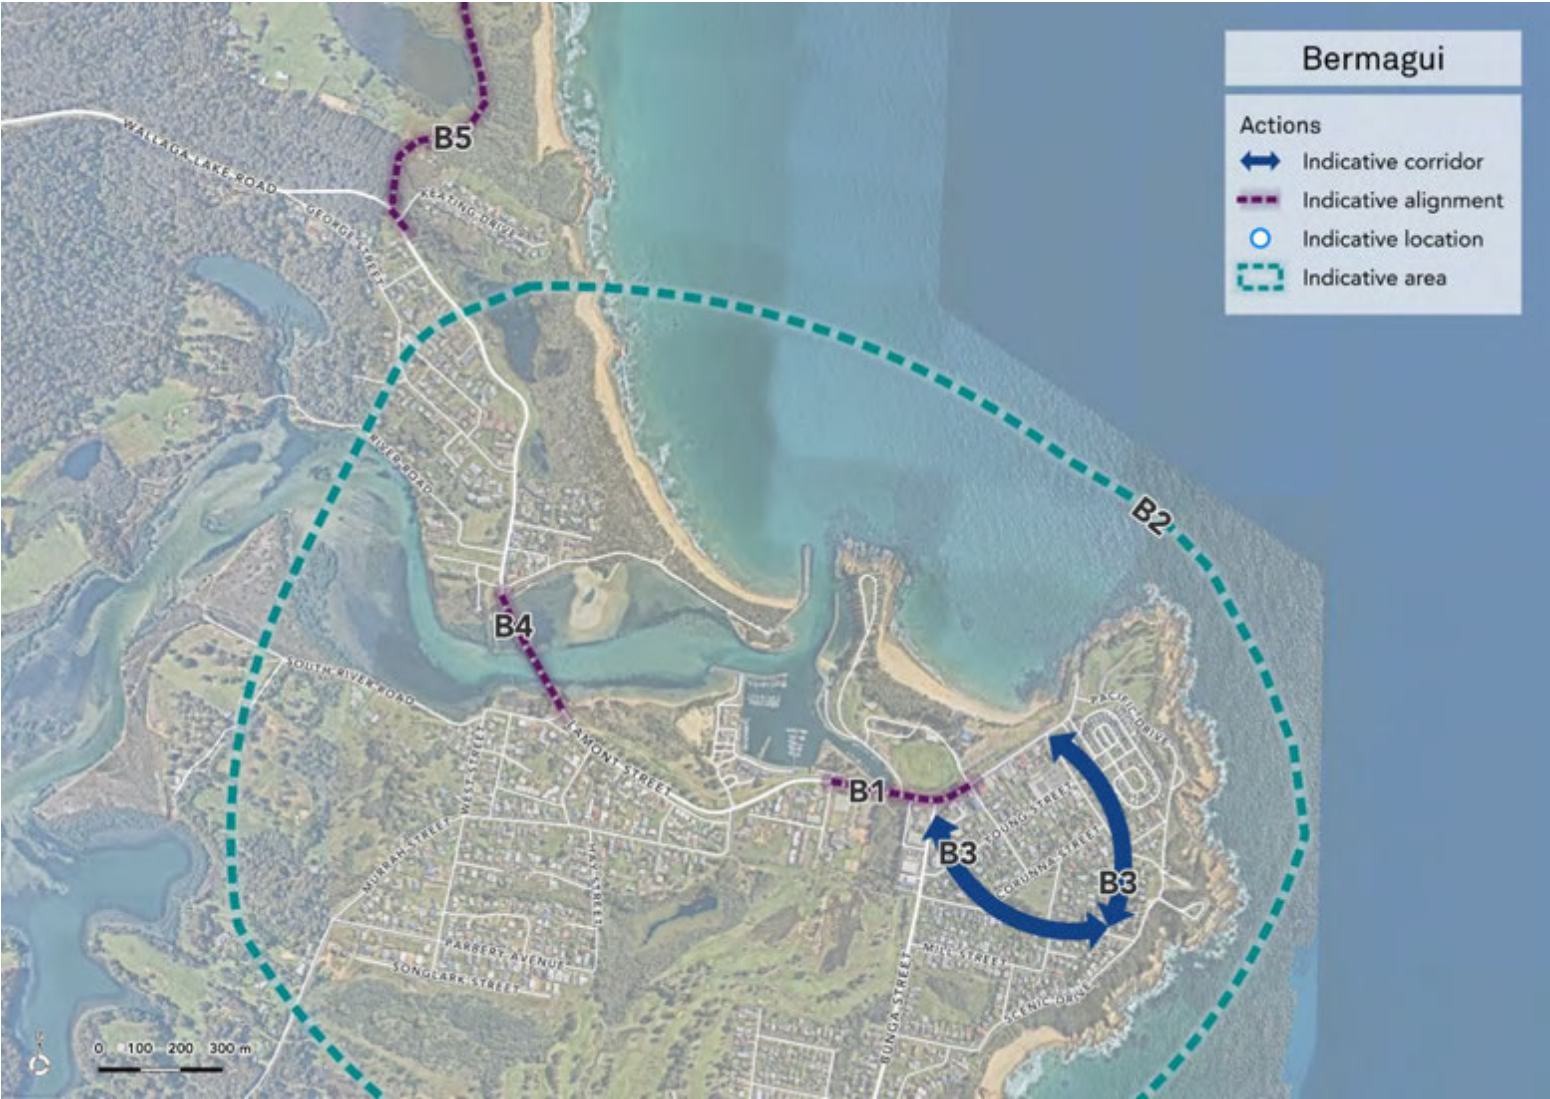 Bermagui
Actions
Indicative corridor
Indicative alignment
Indicative location
Indicative area
B5
WALLAGA LAKE ROAD
KEATING DRIVE
GEORGE STREET
B2
RIVER ROAD
B4
SOUTH RIVER ROAD
PACIFIC DRIVE
LAMONT STREET
WEST STREET
B1
YOUNG STREET
B3
CORUNNA STREET
B3
MURRAH STREET
HILL STREET
PARBERY AVENUE
SONGLARK STREET
MILL STREET
SCENIC DRIVE
BUNGA STREET
0 100 200 300 m